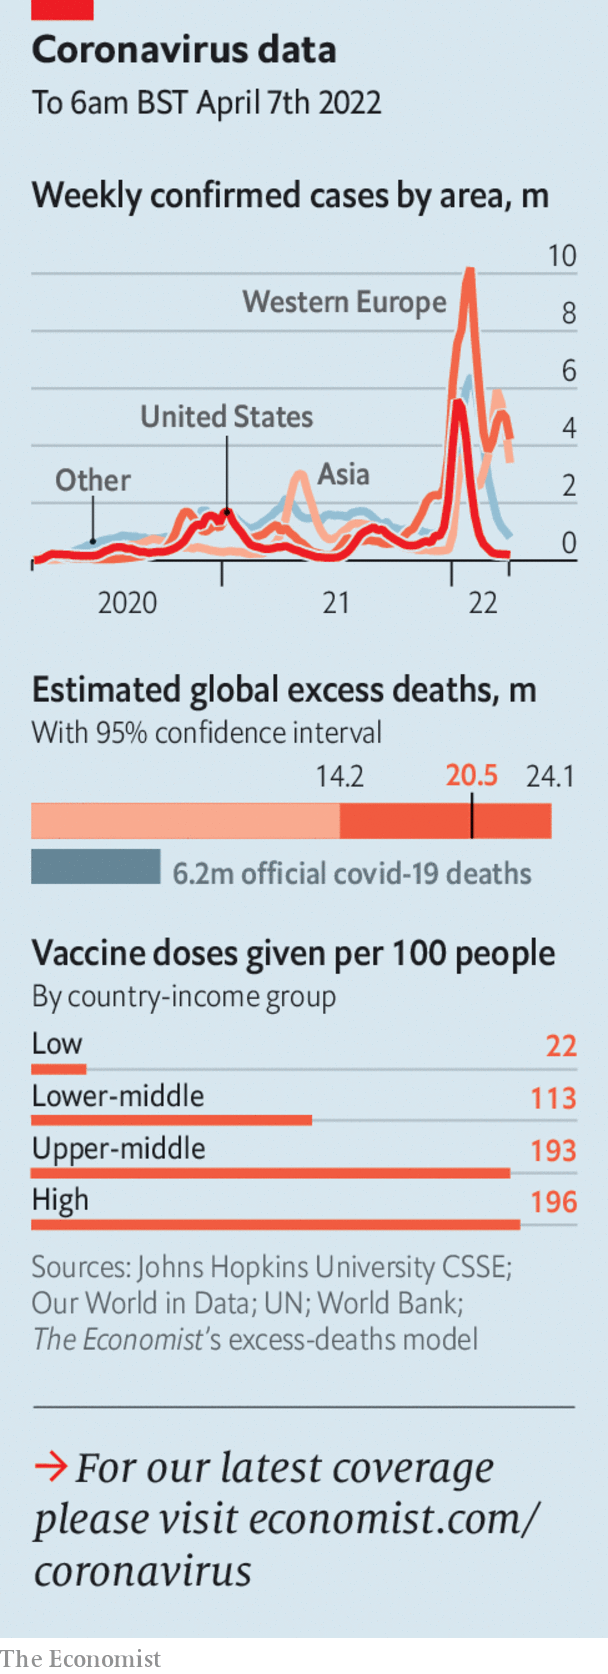 Coronavirus data
To 6am BST April 7th 2022
Weekly confirmed cases by area, m
10
Western Europe
8
6
United States
4
Other
Asia
2
0
2020
21
22
Estimated global excess deaths, m
With 95% confidence interval
14.2
20.5
24.1
6.2m official covid-19 deaths
Vaccine doses given per 100 people
By country-income group
Low
22
Lower-middle
113
Upper-middle
193
High
196
Sources: Johns Hopkins University CSSE;
Our World in Data; UN; World Bank;
The Economist’s excess-deaths model
→ For our latest coverage
please visit economist.com/
coronavirus
The Economist